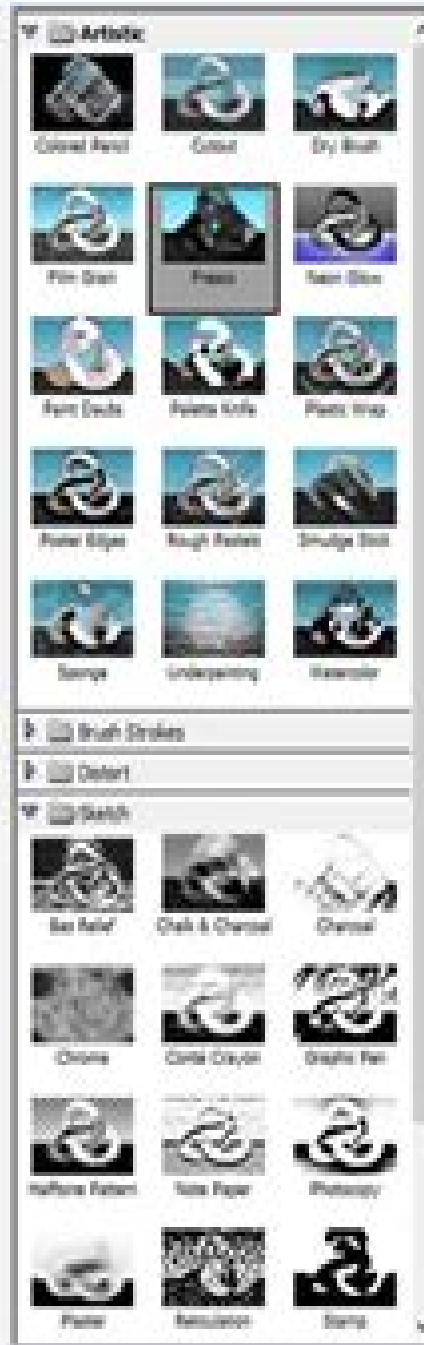 Artistic
Colored Pencil Cutout Dry Brush
Film Grain Fresco Neon Glow
Paint Daubs Palette Knife Plastic Wrap
Poster Edges Rough Pastels Smudge Stick
Sponge Underpainting Watercolor
Brush Strokes
Distort
Sketch
Bas Relief Chalk & Charcoal Charcoal
Chrome Conté Crayon Graphic Pen
Halftone Pattern Note Paper Photocopy
Plaster Reticulation Stamp